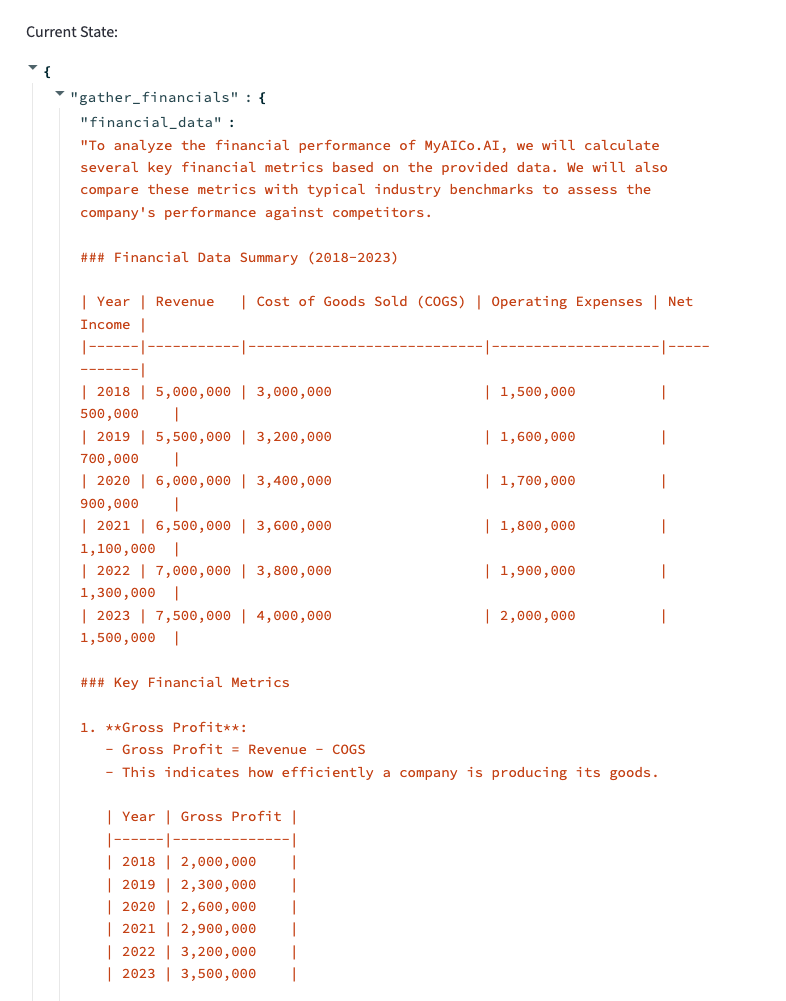 Current State:
{
"gather_financials" : {
"financial_data" :
"To analyze the financial performance of MyAICo.AI, we will calculate
several key financial metrics based on the provided data. We will also
compare these metrics with typical industry benchmarks to assess the
company's performance against competitors.

### Financial Data Summary (2018-2023)

| Year | Revenue   | Cost of Goods Sold (COGS) | Operating Expenses | Net
Income |
|------|-----------|----------------------------|--------------------|-----
-------|
| 2018 | 5,000,000 | 3,000,000                  | 1,500,000          |
500,000    |
| 2019 | 5,500,000 | 3,200,000                  | 1,600,000          |
700,000    |
| 2020 | 6,000,000 | 3,400,000                  | 1,700,000          |
900,000    |
| 2021 | 6,500,000 | 3,600,000                  | 1,800,000          |
1,100,000  |
| 2022 | 7,000,000 | 3,800,000                  | 1,900,000          |
1,300,000  |
| 2023 | 7,500,000 | 4,000,000                  | 2,000,000          |
1,500,000  |

### Key Financial Metrics

1. **Gross Profit**:
   - Gross Profit = Revenue - COGS
   - This indicates how efficiently a company is producing its goods.

   | Year | Gross Profit |
   |------|--------------|
   | 2018 | 2,000,000    |
   | 2019 | 2,300,000    |
   | 2020 | 2,600,000    |
   | 2021 | 2,900,000    |
   | 2022 | 3,200,000    |
   | 2023 | 3,500,000    |